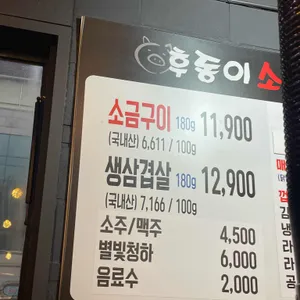 후동이 소
소금구이 180g 11,900
(국내산) 6,611 / 100g
생삼겹살 180g 12,900
(국내산) 7,166 / 100g
소주/맥주 4,500
별빛청하 6,000
음료수 2,000